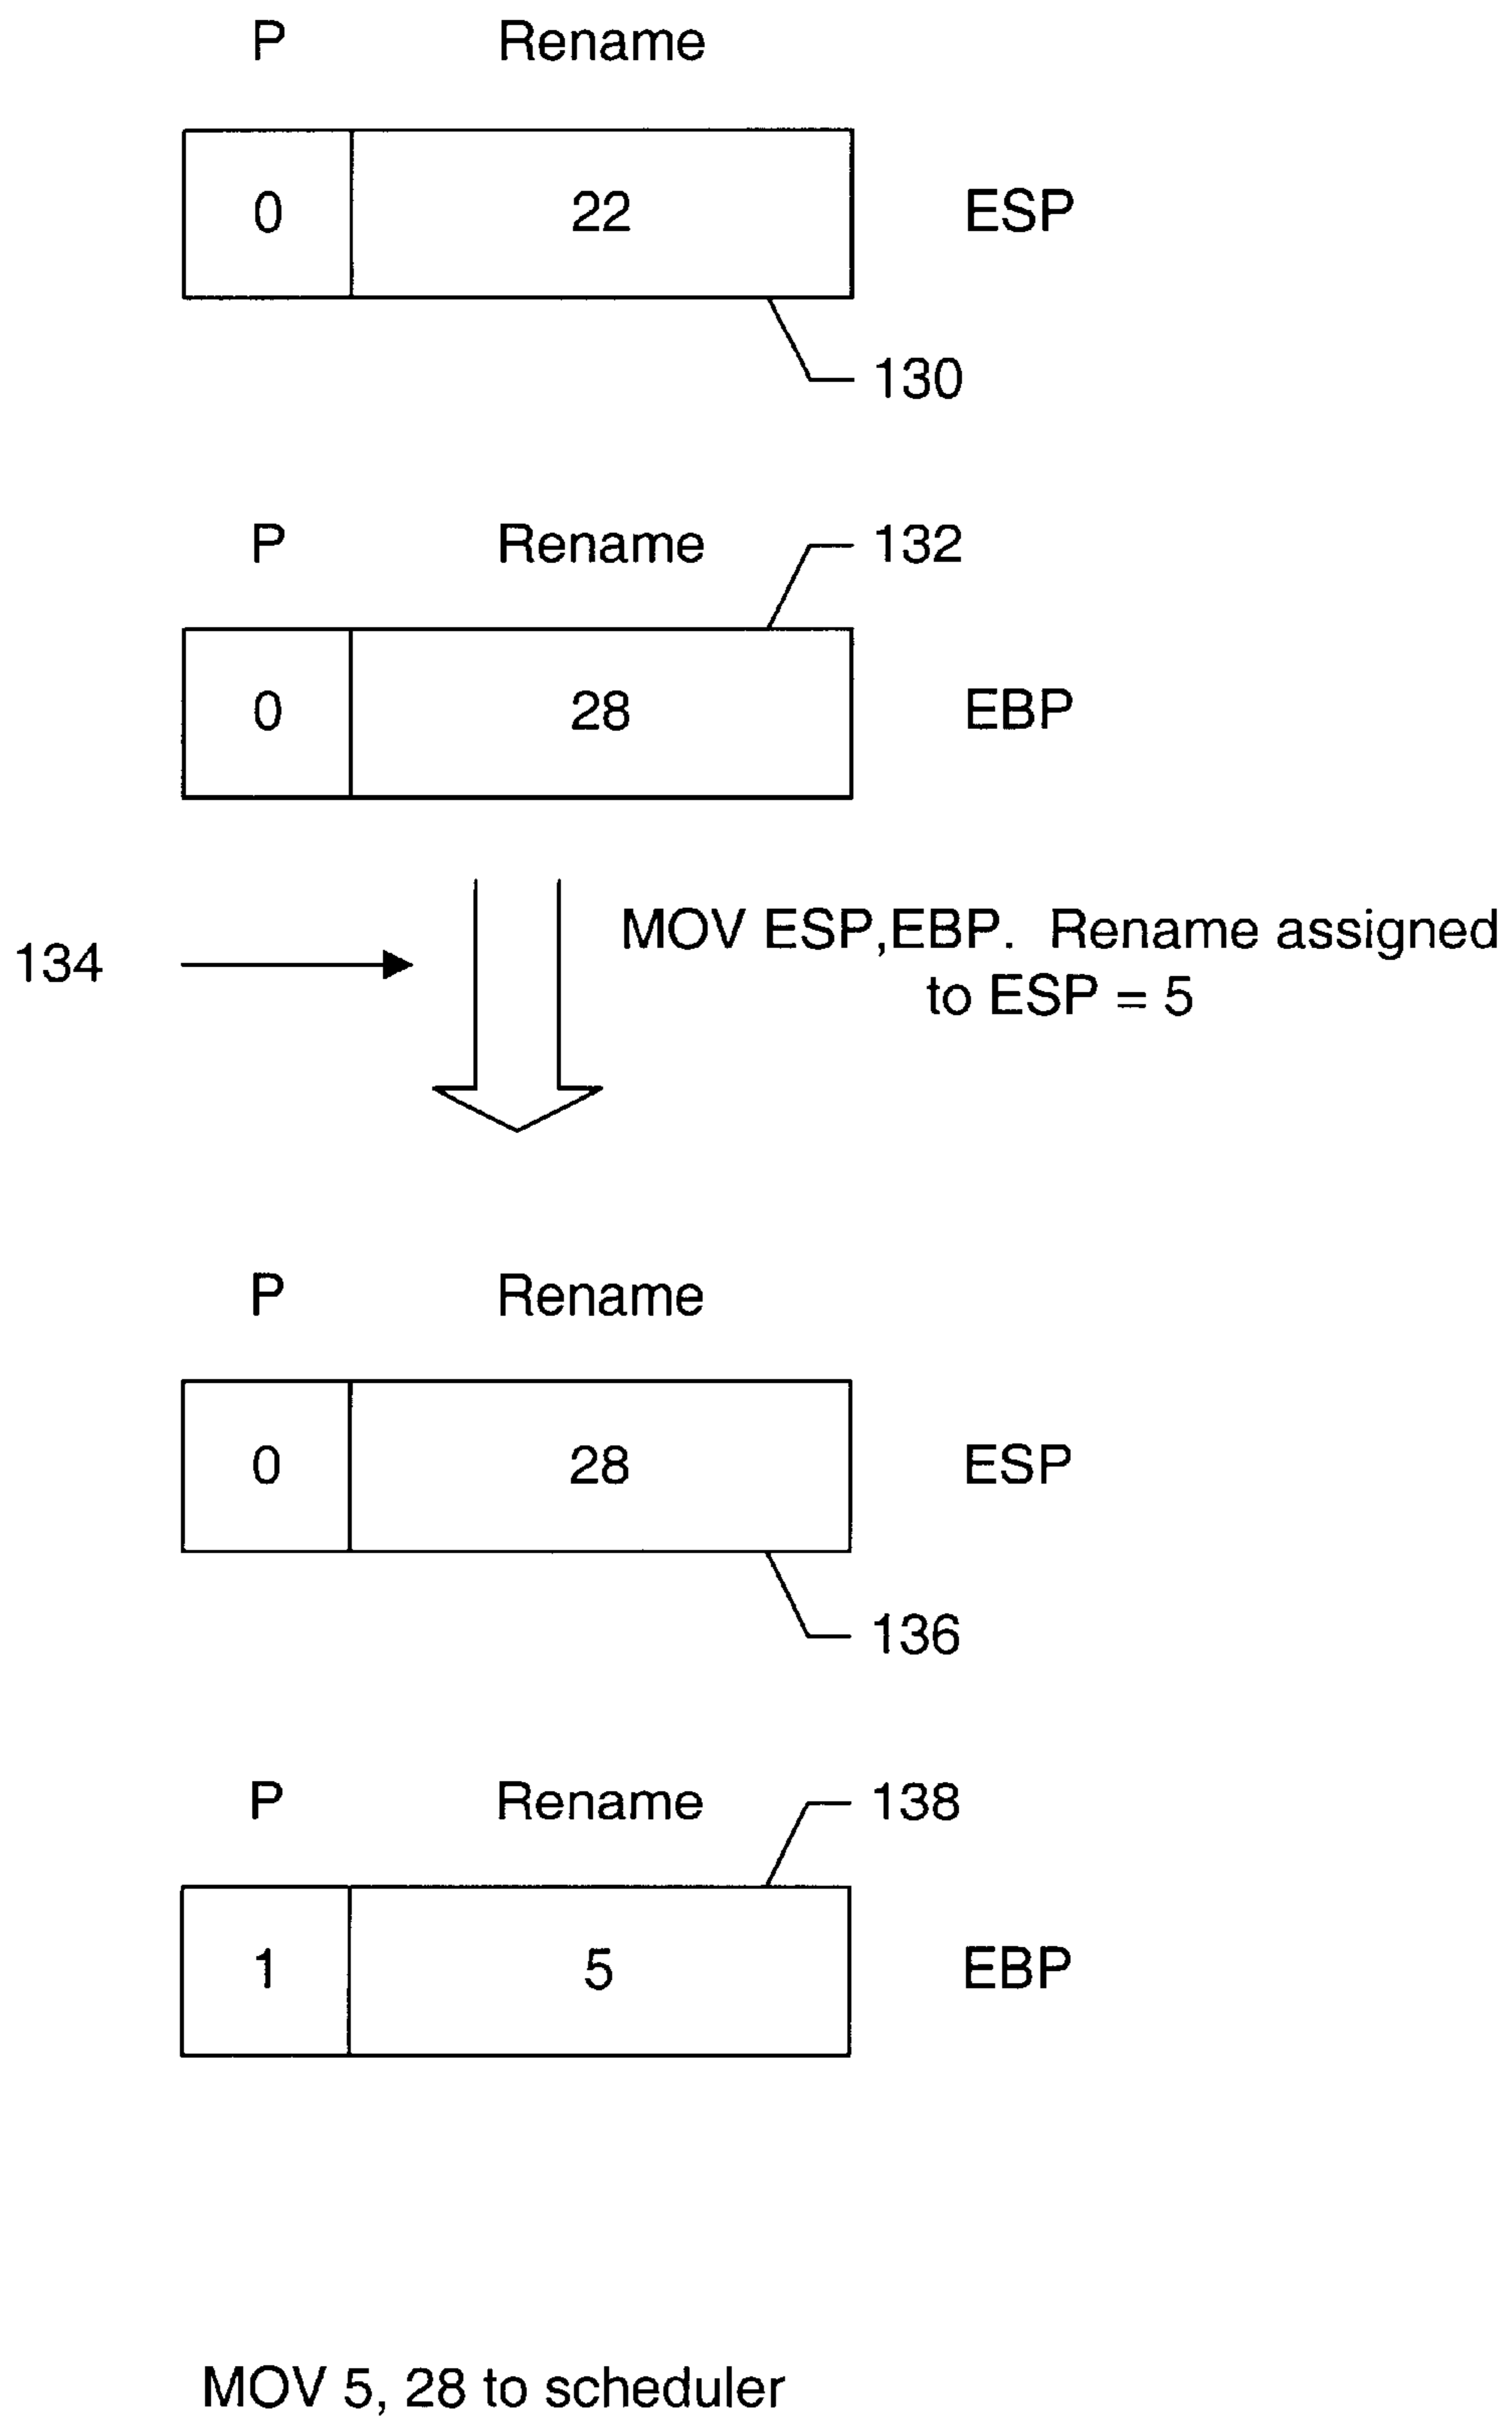 P Rename
0 22 ESP
130
P Rename 132
0 28 EBP
134
MOV ESP,EBP. Rename assigned
to ESP = 5
P Rename
0 28 ESP
136
P Rename 138
1 5 EBP
MOV 5, 28 to scheduler